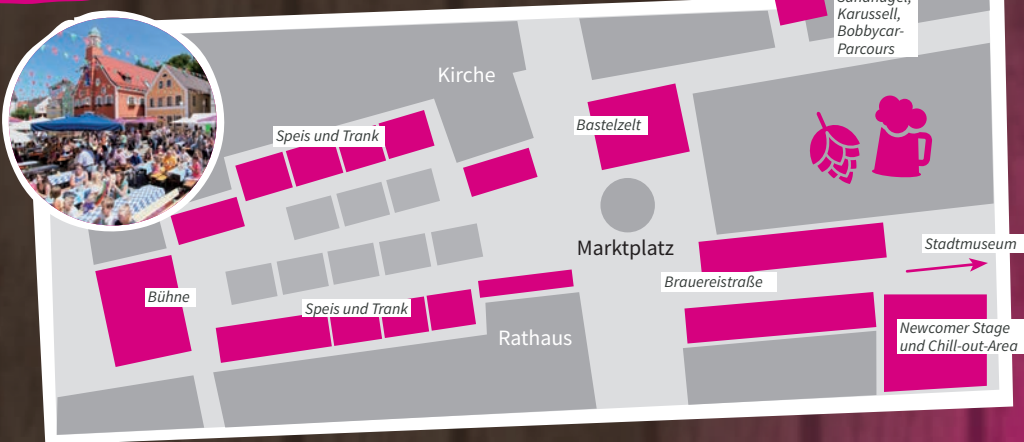 Karussell,
Bobbycar-
Parcours
Kirche
Speis und Trank
Bastelzelt
Marktplatz
Stadtmuseum
Brauereistraße
Bühne
Speis und Trank
Rathaus
Newcomer Stage
und Chill-out-Area